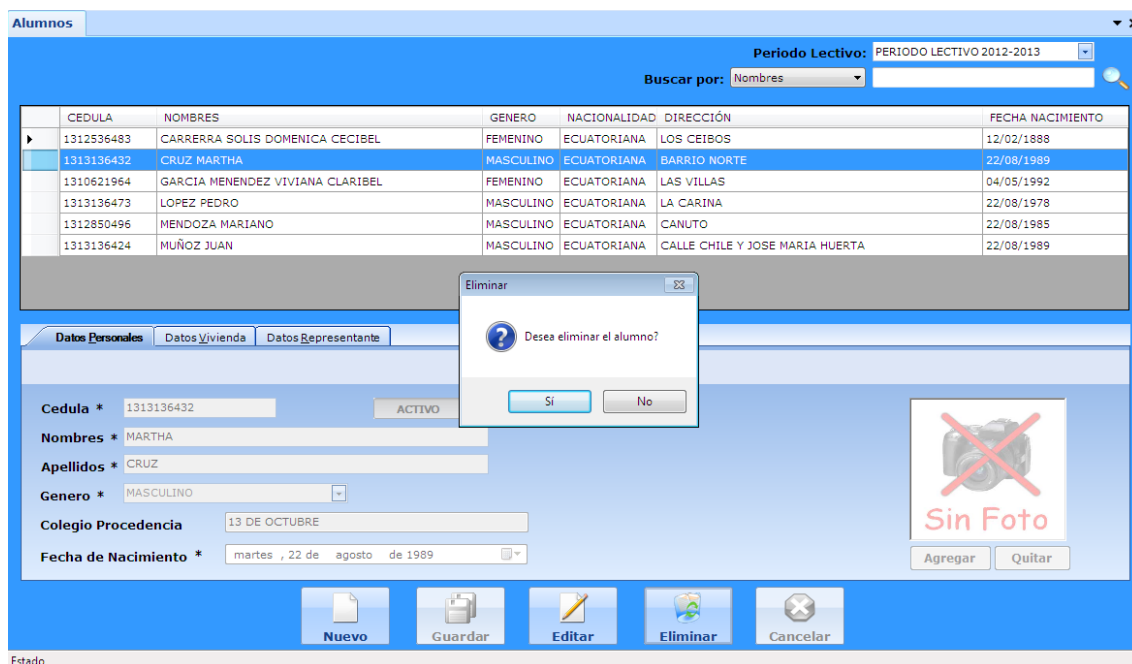 Alumnos
Periodo Lectivo: PERIODO LECTIVO 2012-2013
Buscar por: Nombres
CEDULA NOMBRES GENERO NACIONALIDAD DIRECCIÓN FECHA NACIMIENTO
1312536483 CARRERRA SOLIS DOMENICA CECIBEL FEMENINO ECUATORIANA LOS CEIBOS 12/02/1888
1313136432 CRUZ MARTHA MASCULINO ECUATORIANA BARRIO NORTE 22/08/1989
1310621964 GARCIA MENENDEZ VIVIANA CLARIBEL FEMENINO ECUATORIANA LAS VILLAS 04/05/1992
1313136473 LOPEZ PEDRO MASCULINO ECUATORIANA LA CARINA 22/08/1978
1312850496 MENDOZA MARIANO MASCULINO ECUATORIANA CANUTO 22/08/1985
1313136424 MUÑOZ JUAN MASCULINO ECUATORIANA CALLE CHILE Y JOSE MARIA HUERTA 22/08/1989
Eliminar
Desea eliminar el alumno?
Sí No
Datos Personales Datos Vivienda Datos Representante
Cedula * 1313136432 ACTIVO
Nombres * MARTHA
Apellidos * CRUZ
Genero * MASCULINO
Colegio Procedencia 13 DE OCTUBRE
Fecha de Nacimiento * martes , 22 de agosto de 1989
Sin Foto
Agregar Quitar
Nuevo Guardar Editar Eliminar Cancelar
Estado